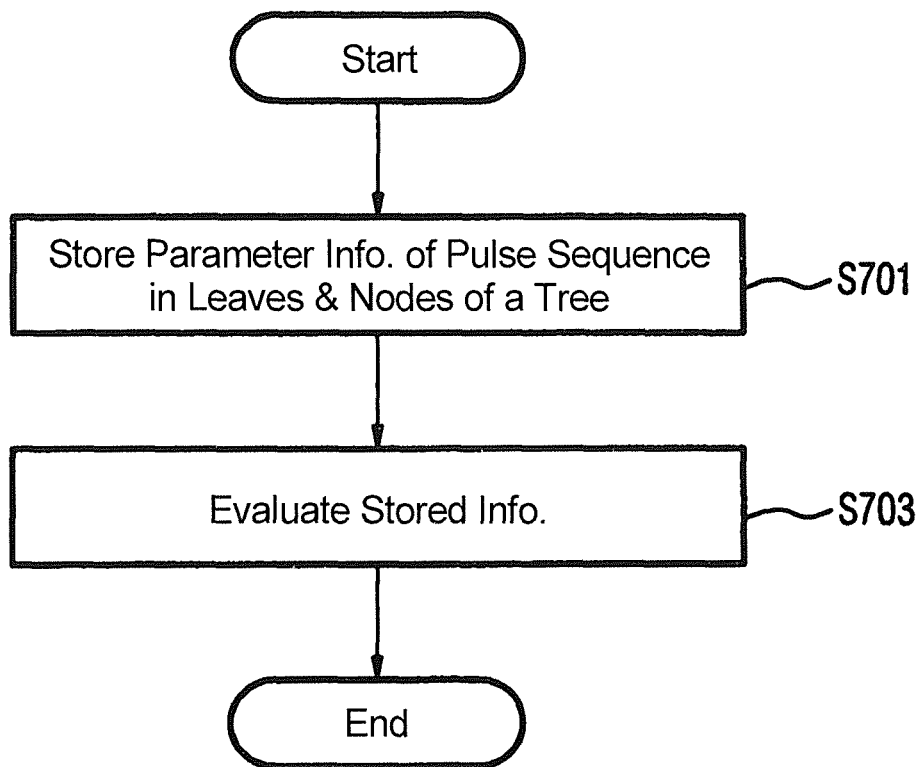 Start
Store Parameter Info. of Pulse Sequence
in Leaves & Nodes of a Tree
S701
Evaluate Stored Info.
S703
End